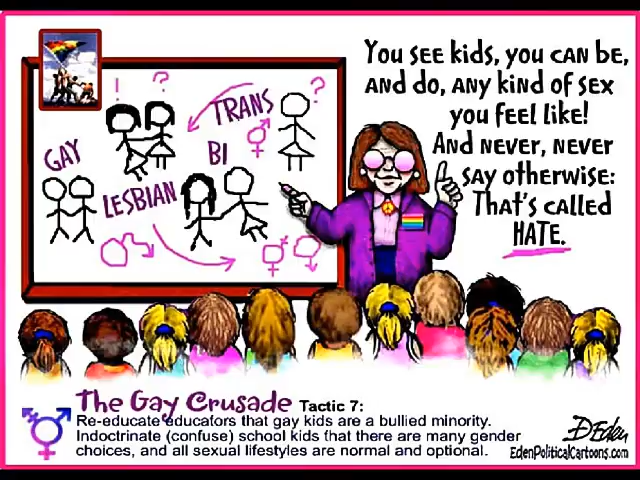 You see kids, you can be,
and do, any kind of sex
you feel like!
And never, never
say otherwise:
That's called
HATE.
! ?
TRANS
?
GAY
BI
LESBIAN
The Gay Crusade Tactic 7:
Re-educate educators that gay kids are a bullied minority.
Indoctrinate (confuse) school kids that there are many gender
choices, and all sexual lifestyles are normal and optional.
D Eden
EdenPoliticalCartoons.com